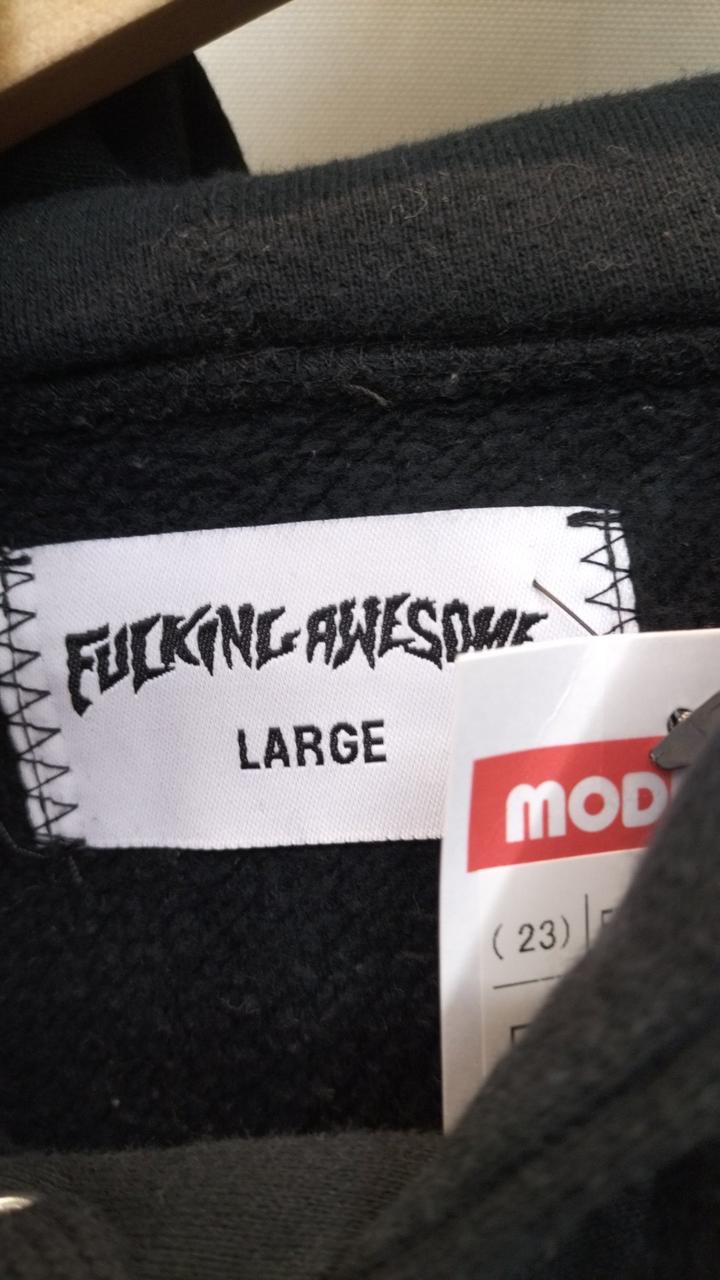 FUCKING AWESOME
LARGE
MOD
( 23)